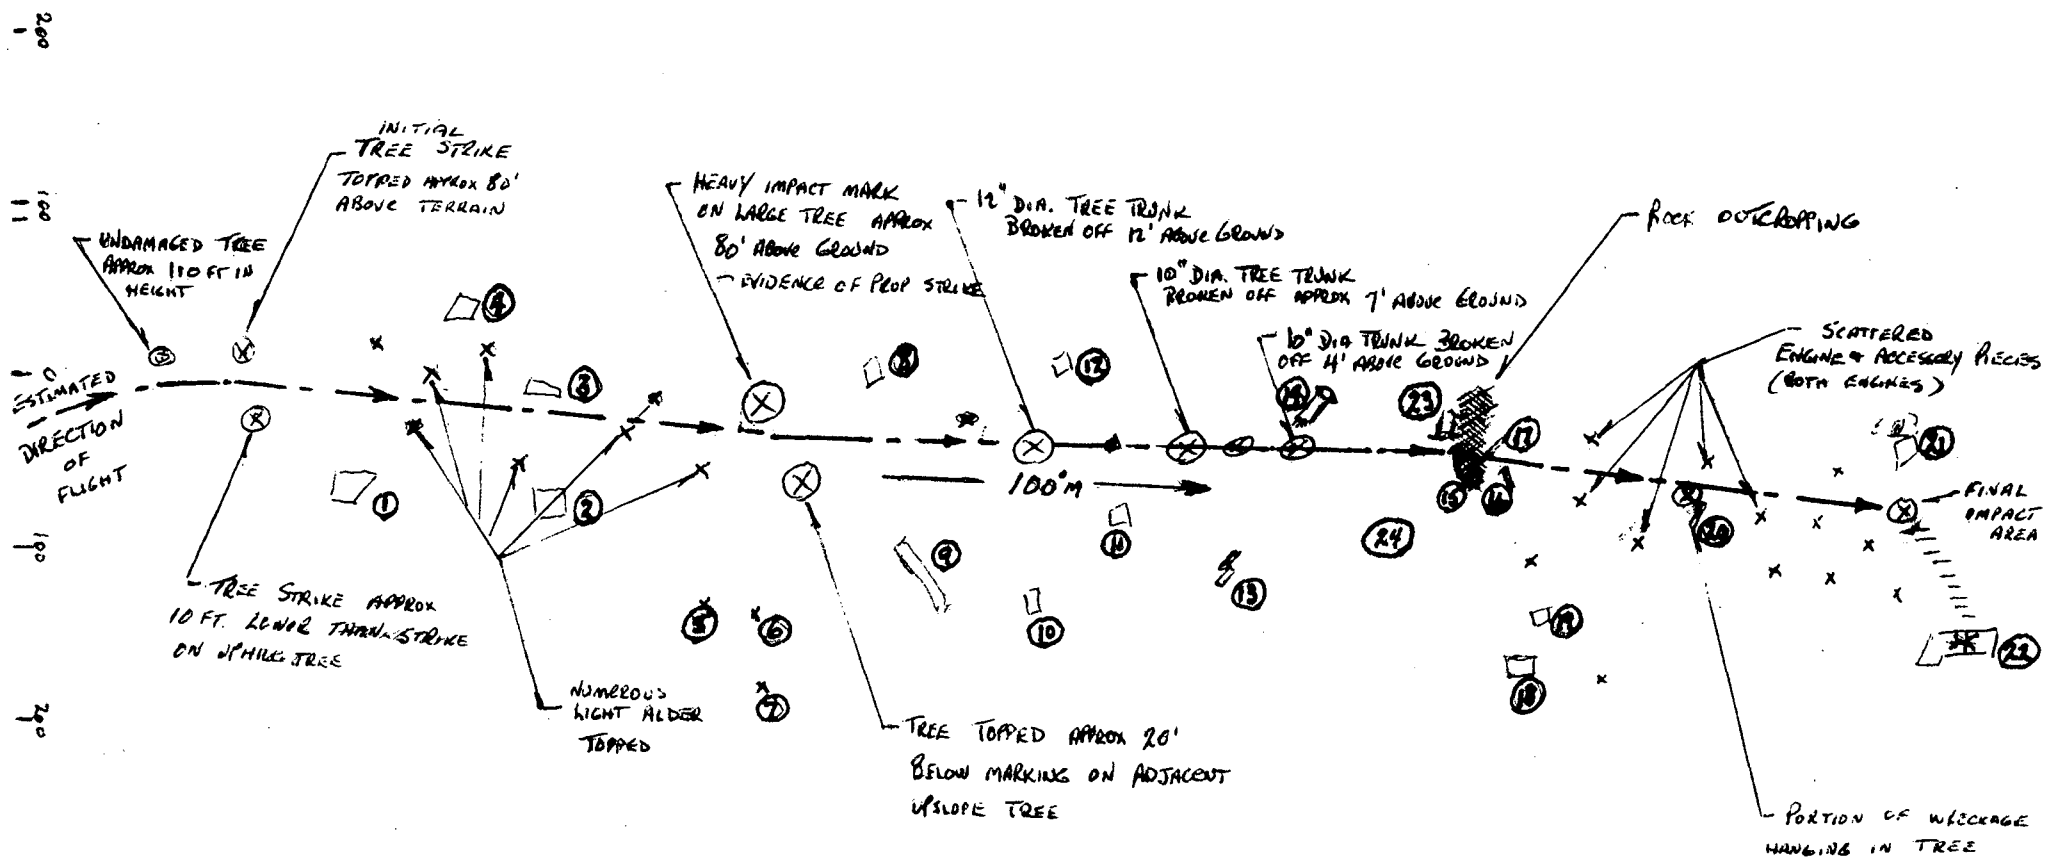 200
100
0
100
200
ESTIMATED
DIRECTION
OF
FLIGHT
UNDAMAGED TREE
APPROX 110 FT IN
HEIGHT
INITIAL
TREE STRIKE
TOPPED APPROX 80'
ABOVE TERRAIN
HEAVY IMPACT MARK
ON LARGE TREE APPROX
80' ABOVE GROUND
- EVIDENCE OF PROP STRIKE
12" DIA. TREE TRUNK
BROKEN OFF 12' ABOVE GROUND
10" DIA. TREE TRUNK
BROKEN OFF APPROX 7' ABOVE GROUND
10" DIA TRUNK BROKEN
OFF 4' ABOVE GROUND
ROCK OUTCROPPING
SCATTERED
ENGINE & ACCESSORY PIECES
(BOTH ENGINES)
FINAL
IMPACT
AREA
100°M
TREE STRIKE APPROX
10 FT. LOWER THAN STRIKE
ON UPHILL TREE
NUMEROUS
LIGHT ALDER
TOPPED
TREE TOPPED APPROX 20'
BELOW MARKING ON ADJACENT
UPSLOPE TREE
PORTION OF WRECKAGE
HANGING IN TREE
1
2
3
4
5
6
7
8
9
10
11
12
13
14
15
16
17
18
19
20
21
22
23
24